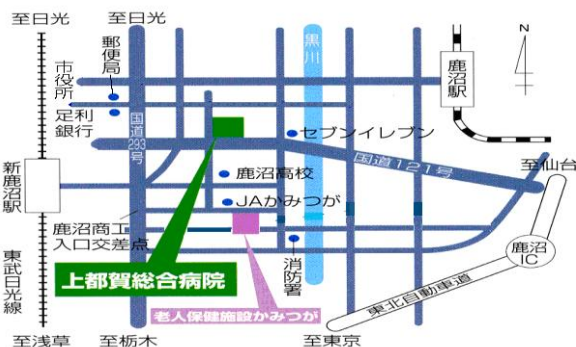 至日光
至日光
N
郵便局
市役所
足利
銀行
黒川
鹿沼駅
国道
293
号
セブンイレブン
国道121号
至仙台
鹿沼高校
JAかみつが
新鹿沼駅
鹿沼商工
入口交差点
消防署
鹿沼
IC
上都賀総合病院
東武日光線
老人保健施設かみつが
東北自動車道
至浅草
至栃木
至東京